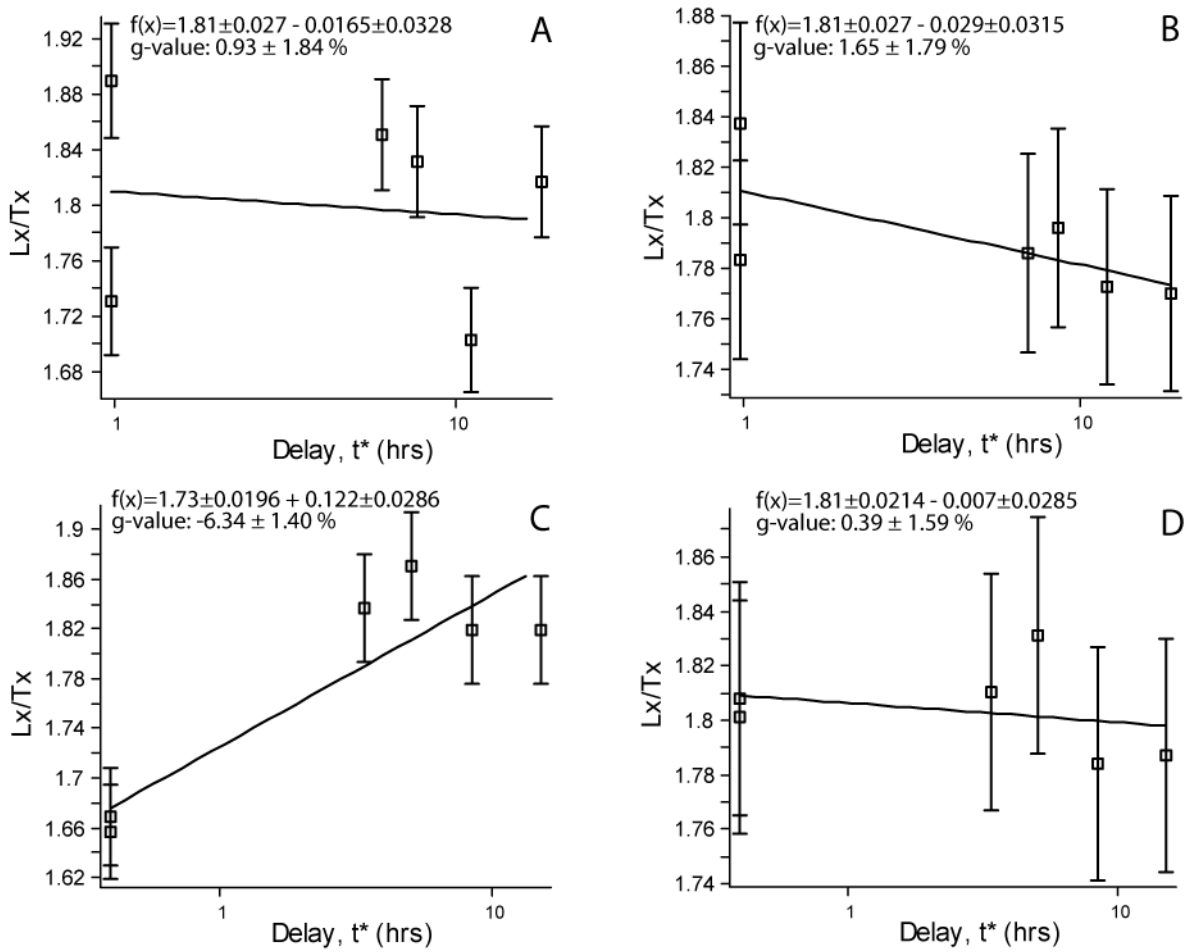 f(x)=1.81±0.027 - 0.0165±0.0328
g-value: 0.93 ± 1.84 %
A
1.92
1.88
1.84
1.8
1.76
1.72
1.68
Lx/Tx
1
10
Delay, t* (hrs)
f(x)=1.81±0.027 - 0.029±0.0315
g-value: 1.65 ± 1.79 %
B
1.88
1.86
1.84
1.82
1.8
1.78
1.76
1.74
Lx/Tx
1
10
Delay, t* (hrs)
f(x)=1.73±0.0196 + 0.122±0.0286
g-value: -6.34 ± 1.40 %
C
1.9
1.86
1.82
1.78
1.74
1.7
1.66
1.62
Lx/Tx
1
10
Delay, t* (hrs)
f(x)=1.81±0.0214 - 0.007±0.0285
g-value: 0.39 ± 1.59 %
D
1.86
1.84
1.82
1.8
1.78
1.76
1.74
Lx/Tx
1
10
Delay, t* (hrs)